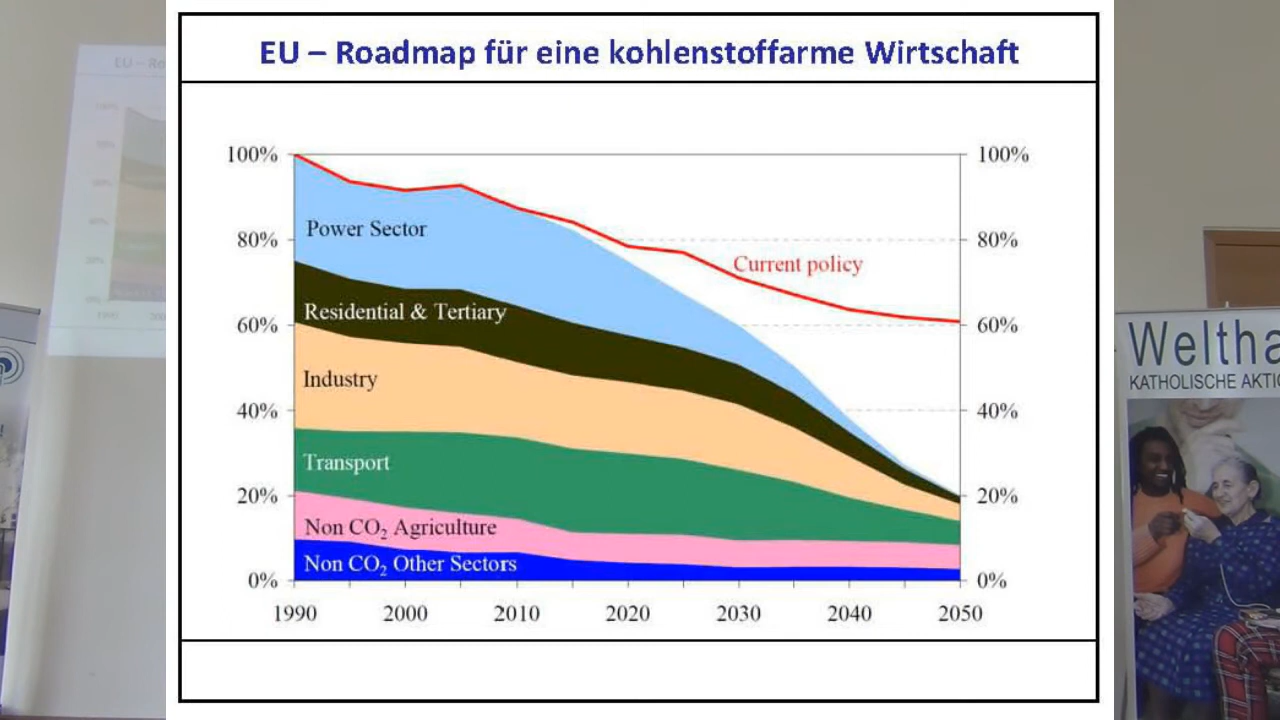 EU – Roadmap für eine kohlenstoffarme Wirtschaft
100%
100%
80%
80%
60%
60%
40%
40%
20%
20%
0%
0%
Power Sector
Current policy
Residential & Tertiary
Industry
Transport
Non CO₂ Agriculture
Non CO₂ Other Sectors
1990 2000 2010 2020 2030 2040 2050
EU – Ro
Weltha
KATHOLISCHE AKTI